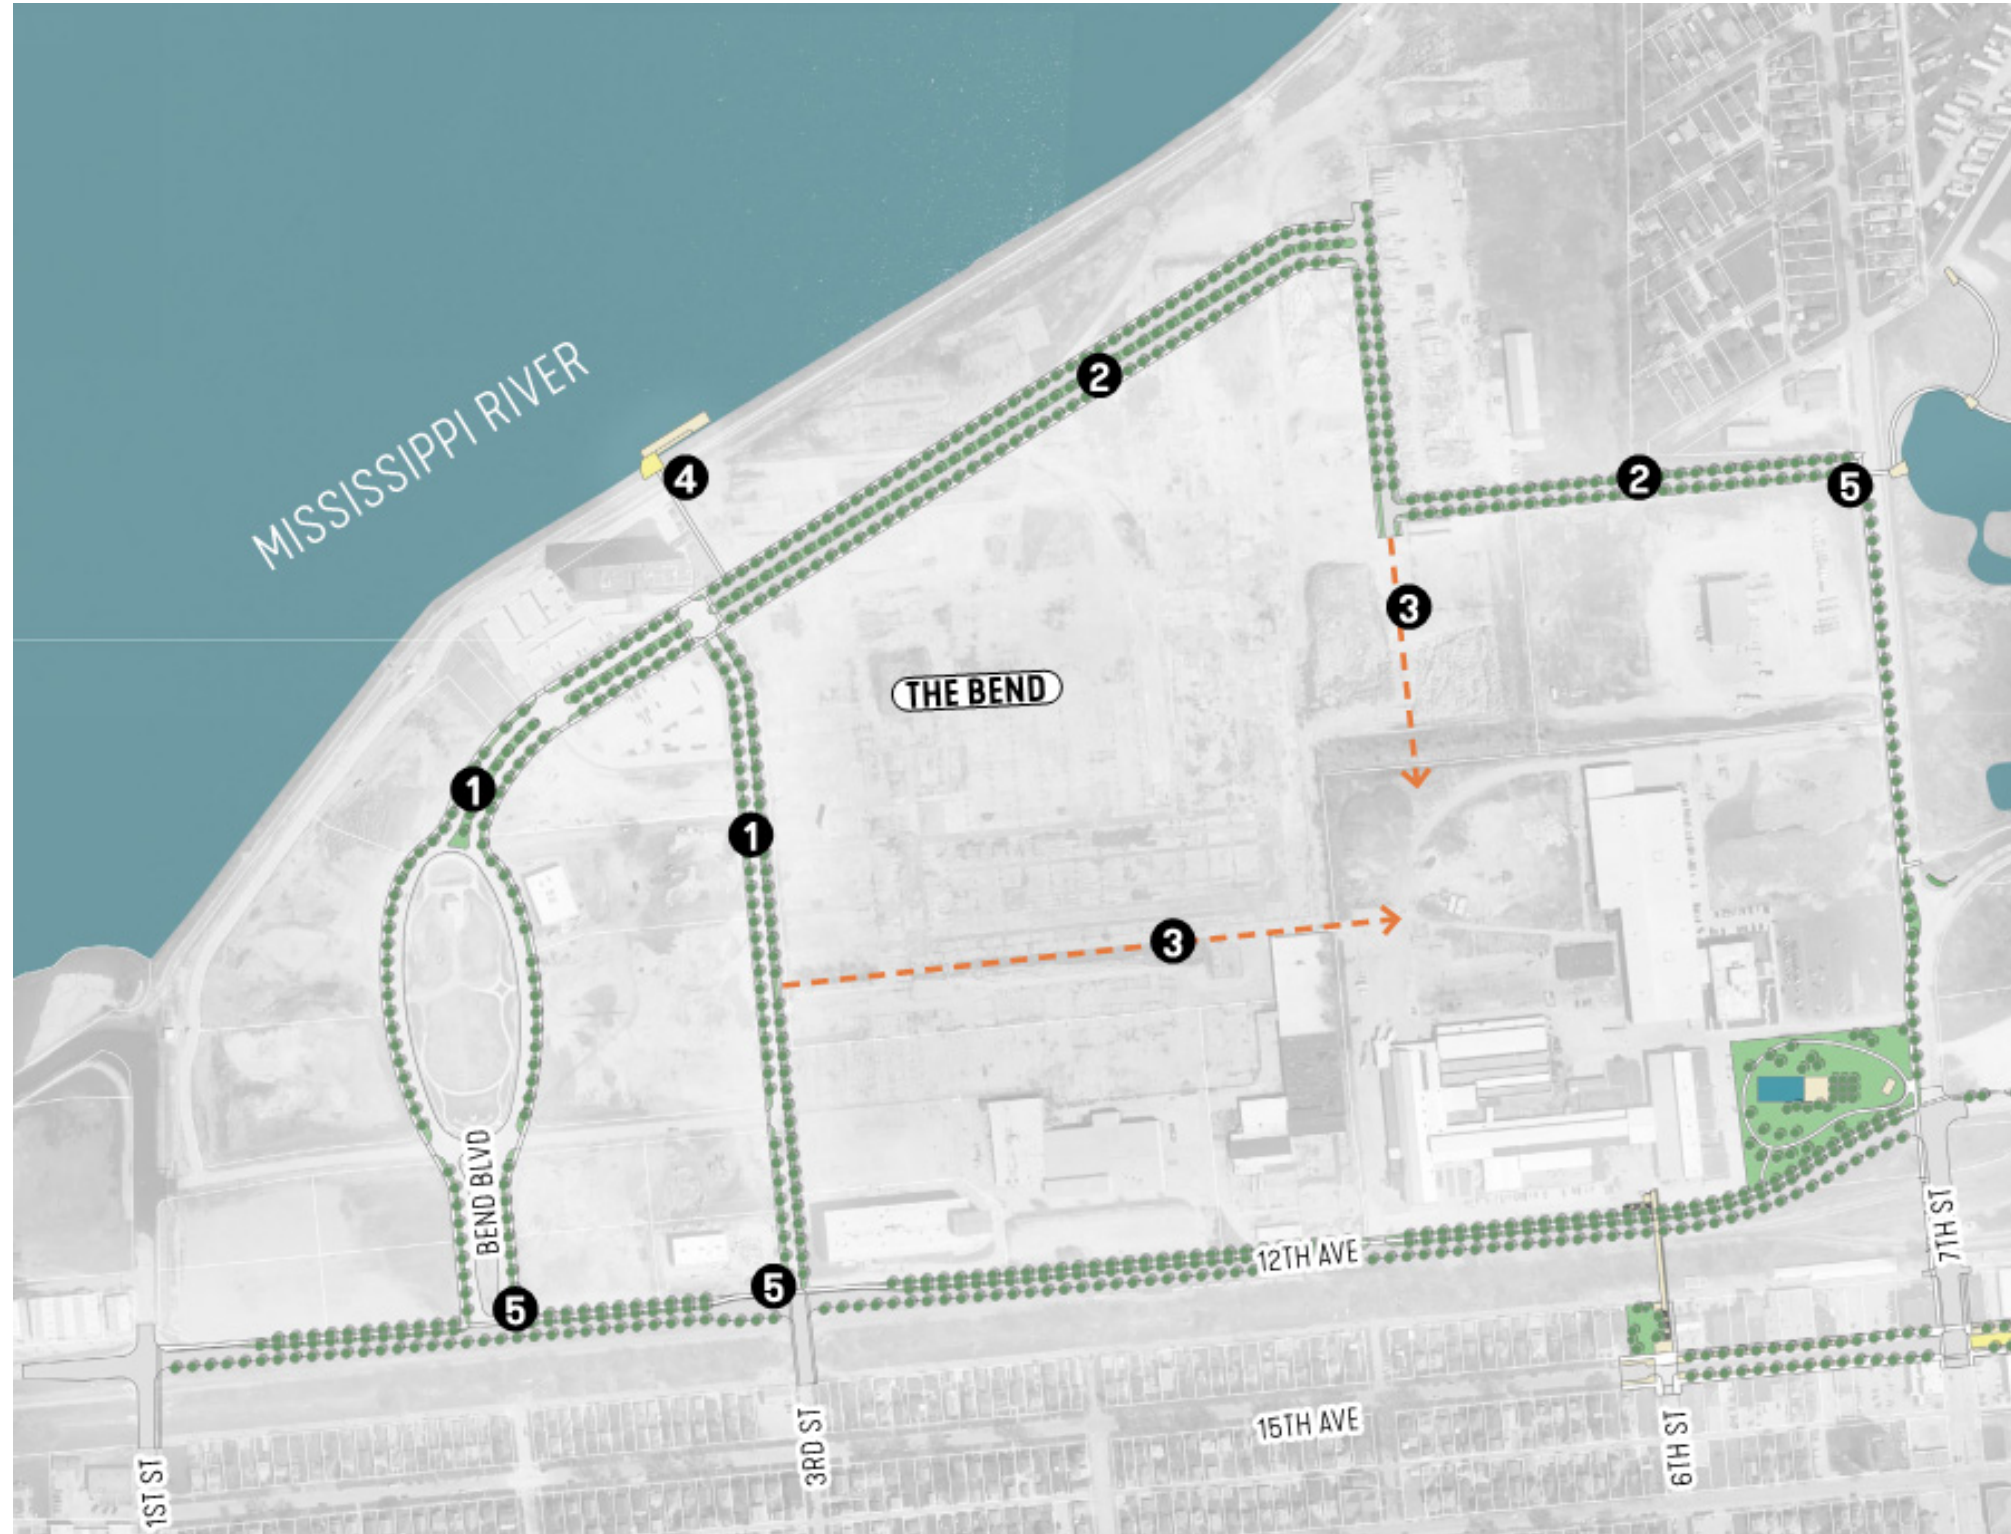 2
MISSISSIPPI RIVER
4
2
5
3
THE BEND
1
1
3
BEND BLVD
7TH ST
12TH AVE
5
5
15TH AVE
3RD ST
6TH ST
1ST ST